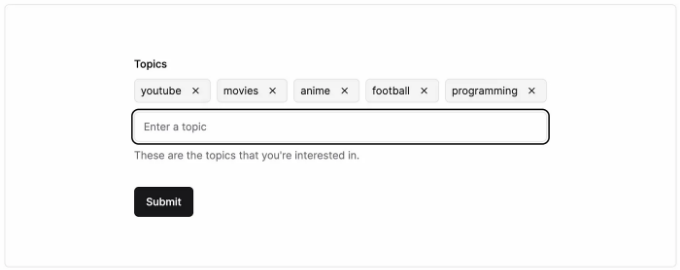 Topics
youtube × movies × anime × football × programming ×
Enter a topic
These are the topics that you're interested in.
Submit